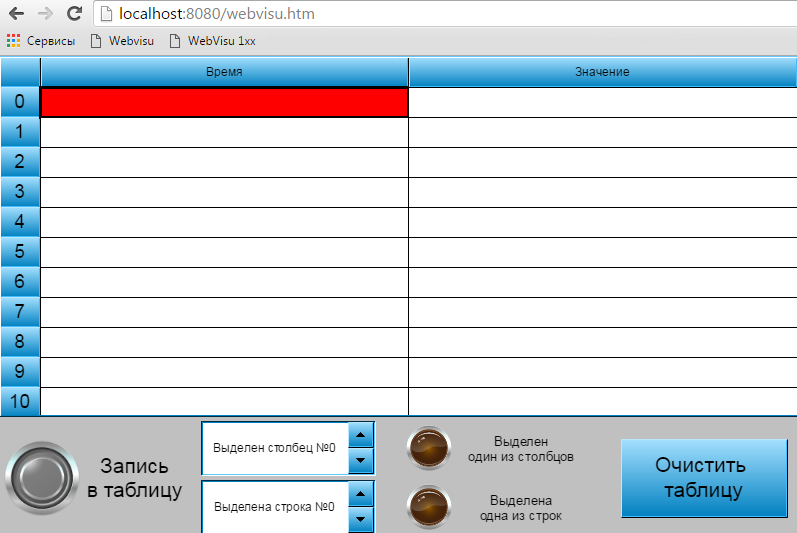 localhost:8080/webvisu.htm
Сервисы Webvisu WebVisu 1xx
Время Значение
0
1
2
3
4
5
6
7
8
9
10
Запись
в таблицу
Выделен столбец №0
Выделена строка №0
Выделен
один из столбцов
Выделена
одна из строк
Очистить
таблицу